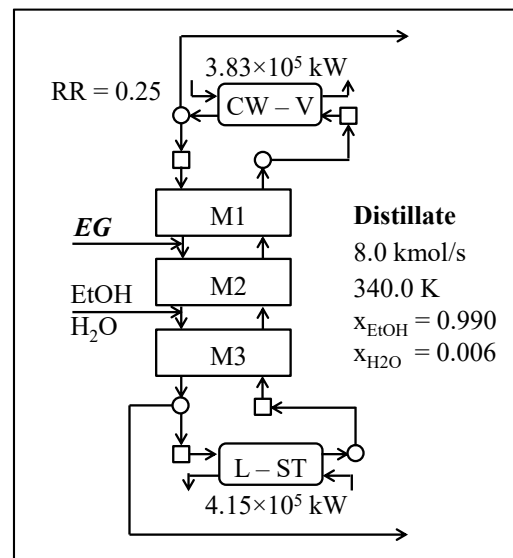 3.83×10⁵ kW
RR = 0.25
CW – V
M1
EG
M2
EtOH
H₂O
M3
L – ST
4.15×10⁵ kW
Distillate
8.0 kmol/s
340.0 K
x_EtOH = 0.990
x_H2O = 0.006